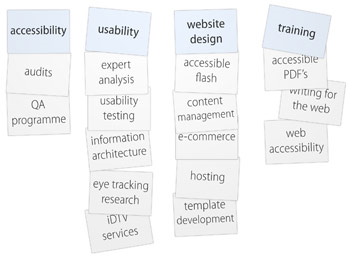 accessibility
audits
QA
programme
usability
expert
analysis
usability
testing
information
architecture
eye tracking
research
iDTV
services
website
design
accessible
flash
content
management
e-commerce
hosting
template
development
training
accessible
PDF's
writing for
the web
web
accessibility